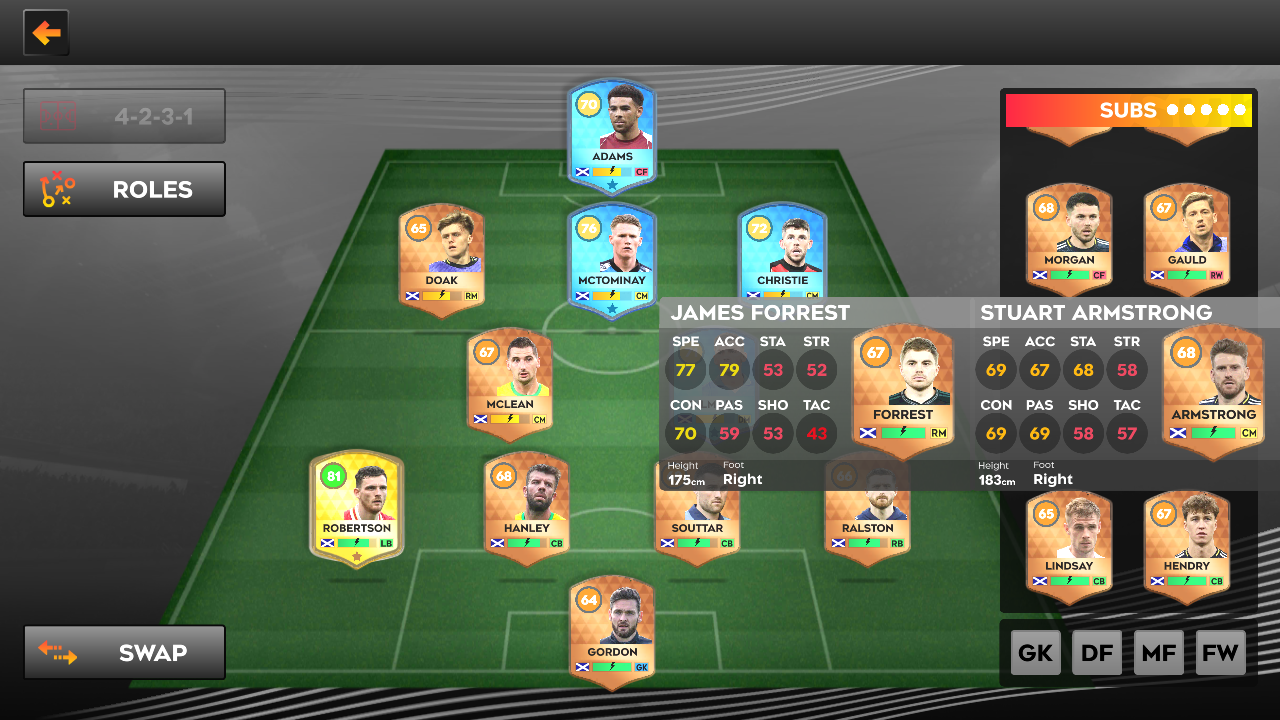 4-2-3-1
ROLES
70
ADAMS
CF
65
DOAK
RM
76
MCTOMINAY
CM
72
CHRISTIE
CM
67
MCLEAN
CM
81
ROBERTSON
LB
68
HANLEY
CB
SOUTTAR
CB
66
RALSTON
RB
64
GORDON
GK
SWAP
SUBS
68
MORGAN
CF
67
GAULD
RW
JAMES FORREST
SPE ACC STA STR
77 79 53 52
CON PAS SHO TAC
70 59 53 43
Height Foot
175cm Right
67
FORREST
RM
STUART ARMSTRONG
SPE ACC STA STR
69 67 68 58
CON PAS SHO TAC
69 69 58 57
Height Foot
183cm Right
68
ARMSTRONG
CM
65
LINDSAY
CB
67
HENDRY
CB
GK DF MF FW